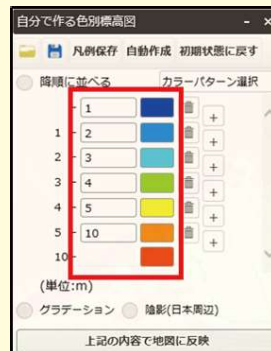 自分で作る色別標高図 - ×
凡例保存 自動作成 初期状態に戻す
降順に並べる カラーパターン選択
- 1
+
1 - 2
+
2 - 3
+
3 - 4
+
4 - 5
+
5 - 10
+
10 -
(単位:m)
グラデーション 陰影(日本周辺)
上記の内容で地図に反映